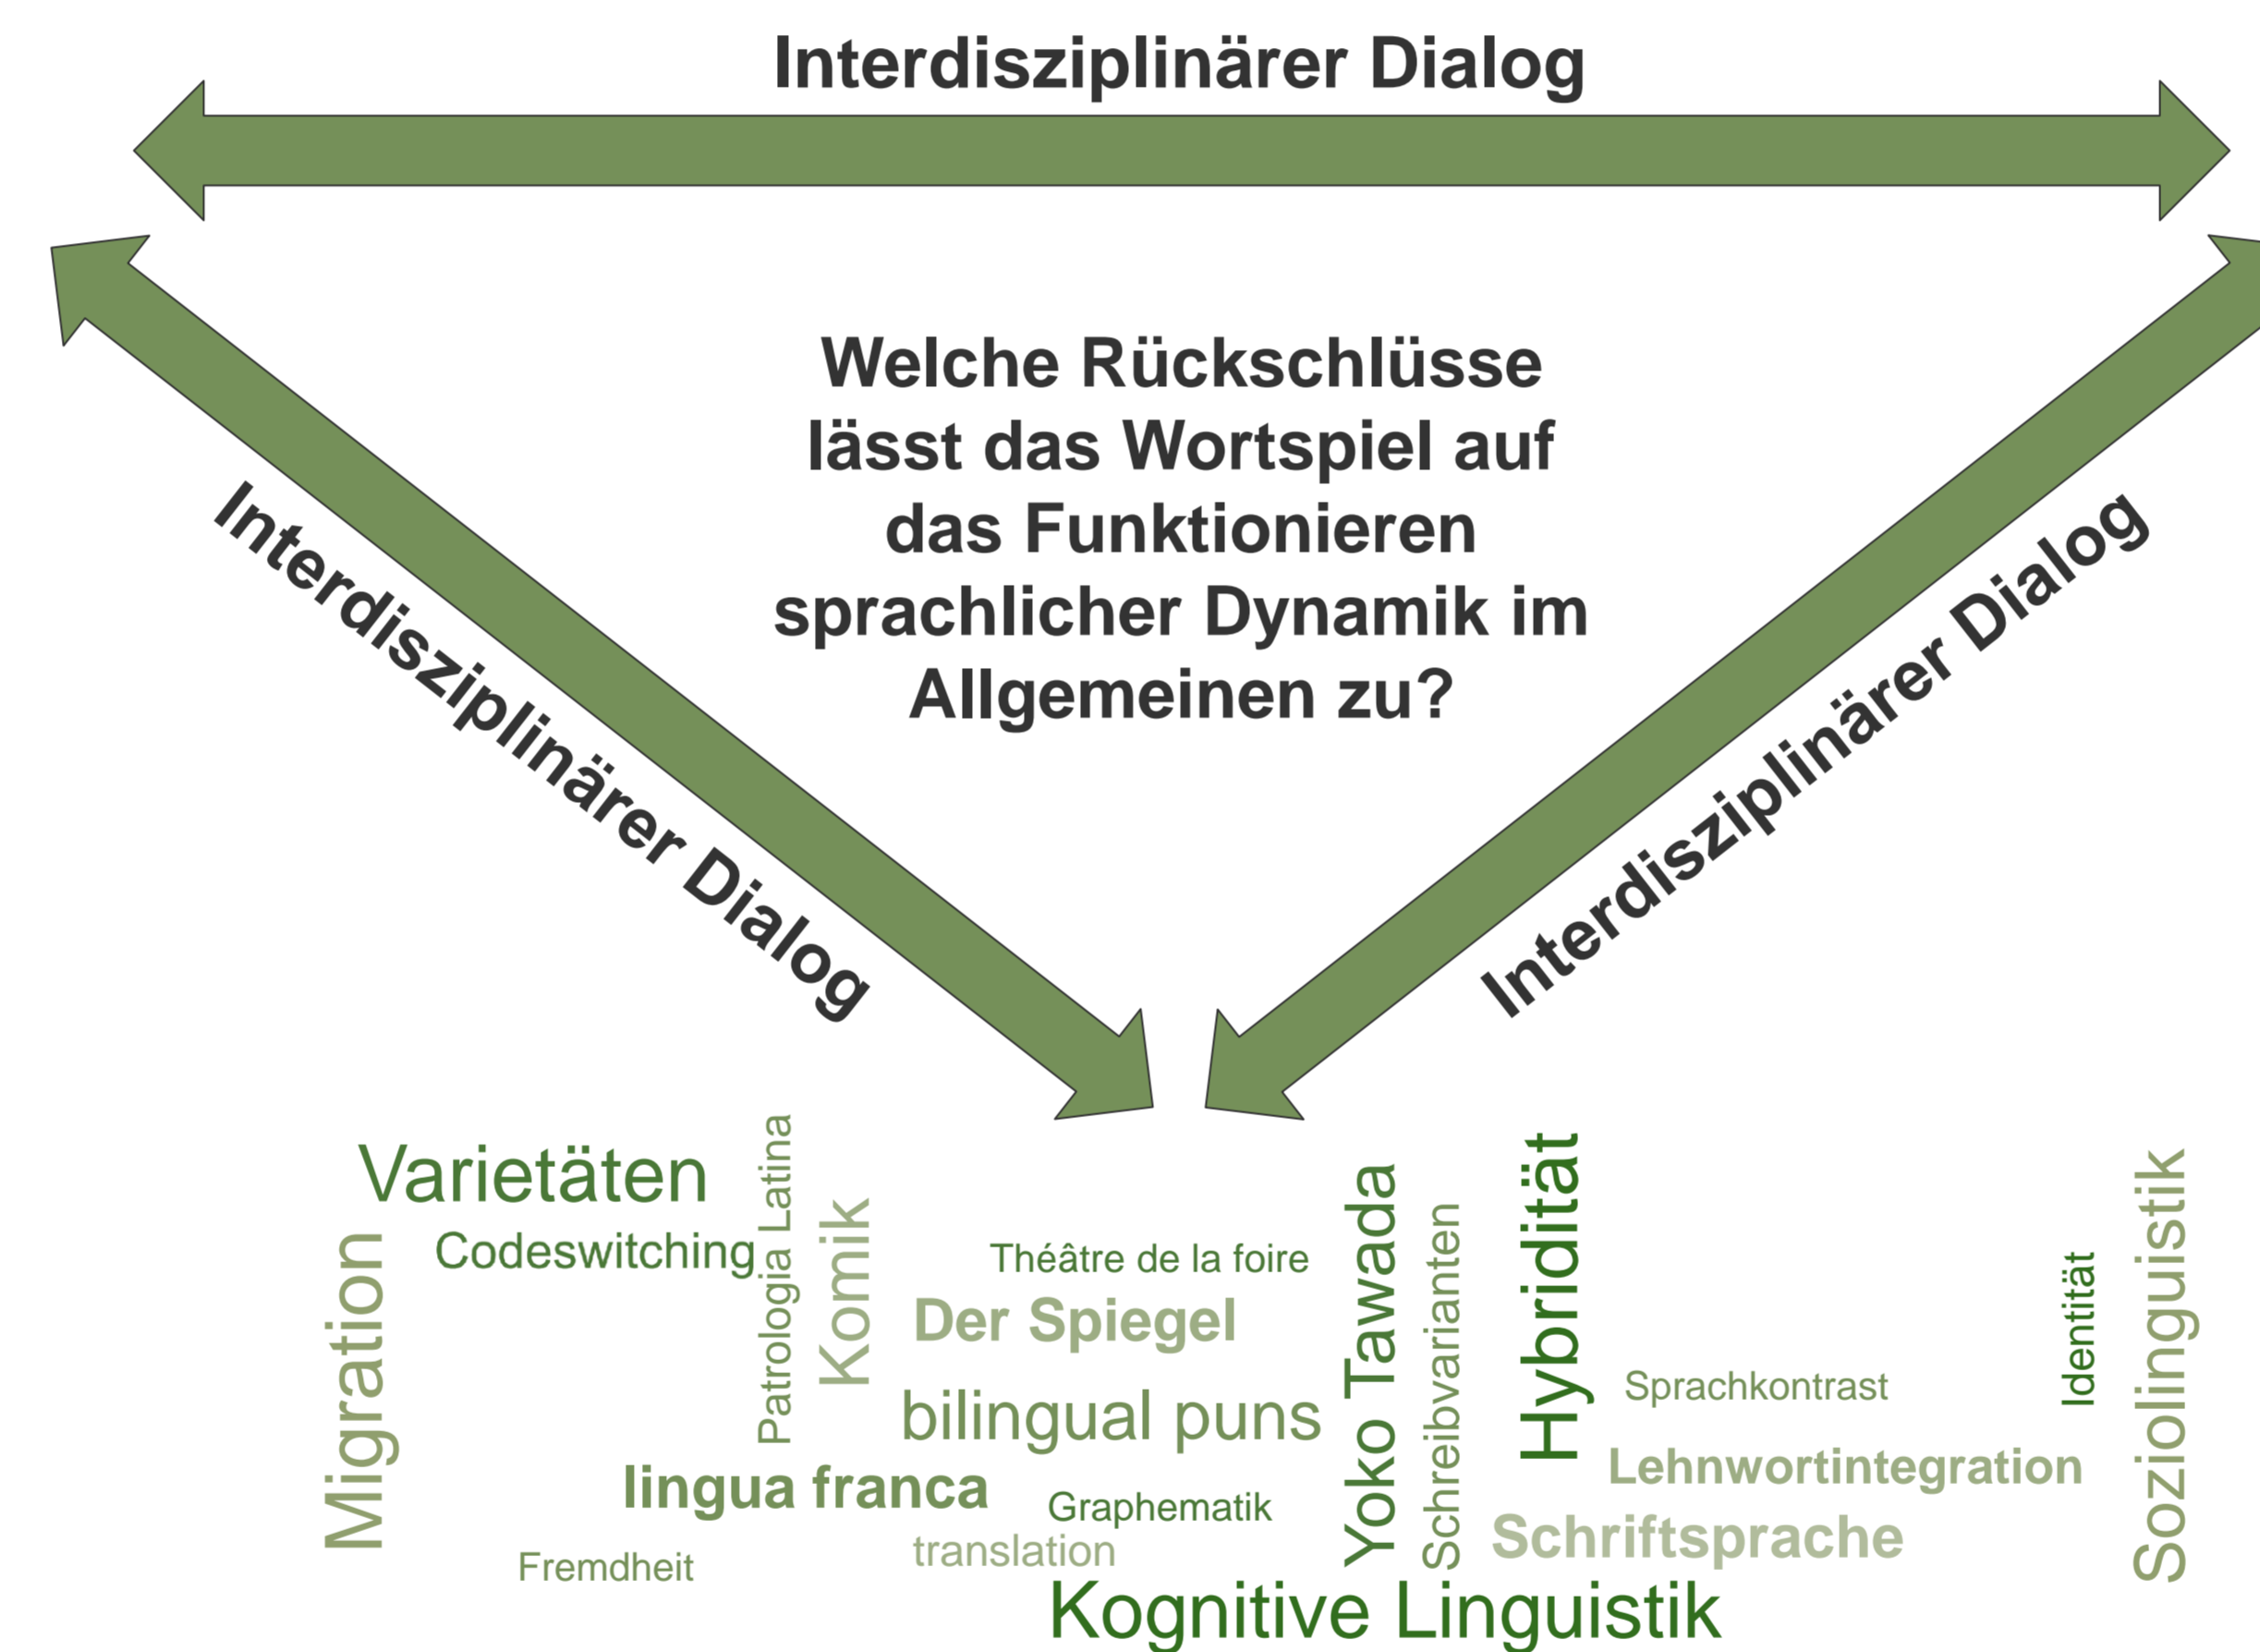 Interdisziplinärer Dialog
Welche Rückschlüsse
lässt das Wortspiel auf
das Funktionieren
sprachlicher Dynamik im
Allgemeinen zu?
Interdisziplinärer Dialog
Interdisziplinärer Dialog
Varietäten
Codeswitching
Migration
Patrologia Latina
Komik
Théâtre de la foire
Der Spiegel
bilingual puns
lingua franca
Graphematik
translation
Fremdheit
Yoko Tawada
Schreibvarianten
Hybridität
Sprachkontrast
Identität
Soziolinguistik
Lehnwortintegration
Schriftsprache
Kognitive Linguistik